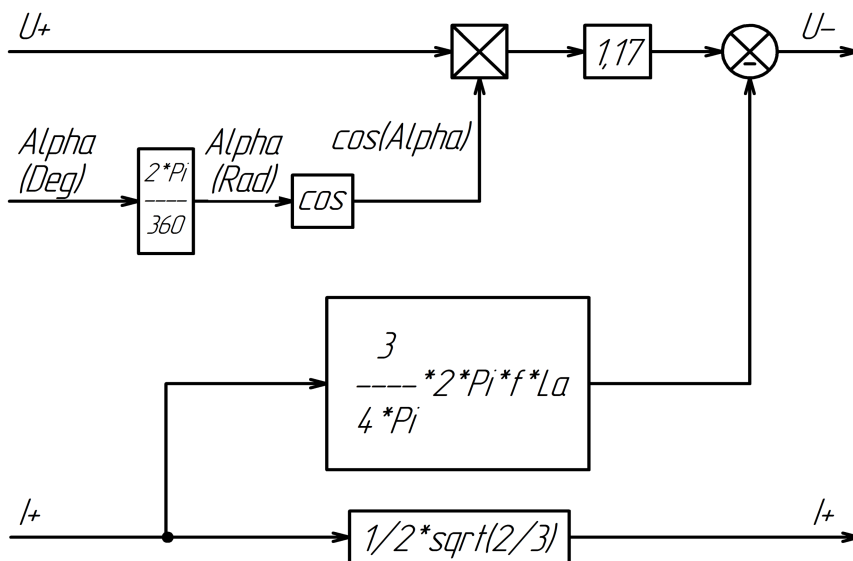 U+
1,17
U-
Alpha
(Deg)
2*Pi
----
360
Alpha
(Rad)
cos
cos(Alpha)
-
3
----*2*Pi*f*La
4*Pi
I+
1/2*sqrt(2/3)
I+